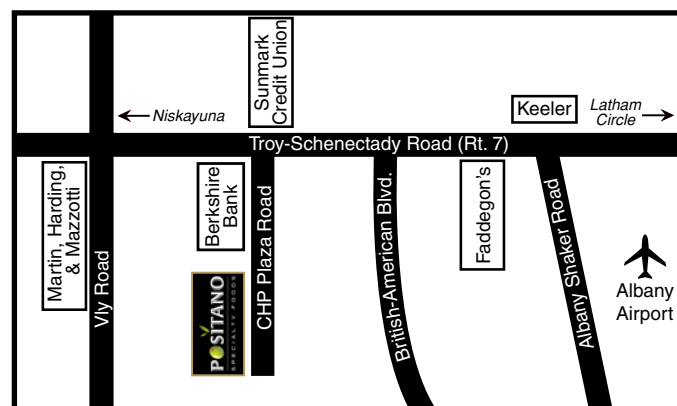 Sunmark
Credit Union
Niskayuna
Keeler
Latham
Circle
Troy-Schenectady Road (Rt. 7)
Martin, Harding,
& Mazzotti
Vly Road
Berkshire
Bank
POSITANO
SPECIALTY FOODS
CHP Plaza Road
British-American Blvd.
Faddegon's
Albany Shaker Road
Albany
Airport